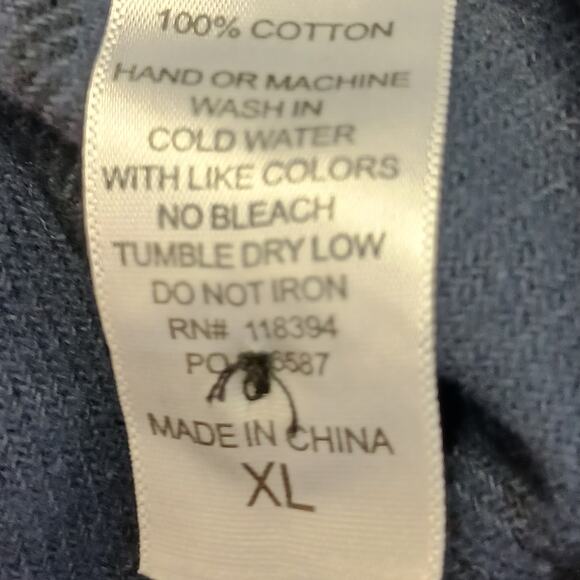 100% COTTON
HAND OR MACHINE
WASH IN
COLD WATER
WITH LIKE COLORS
NO BLEACH
TUMBLE DRY LOW
DO NOT IRON
RN# 118394
MADE IN CHINA
XL